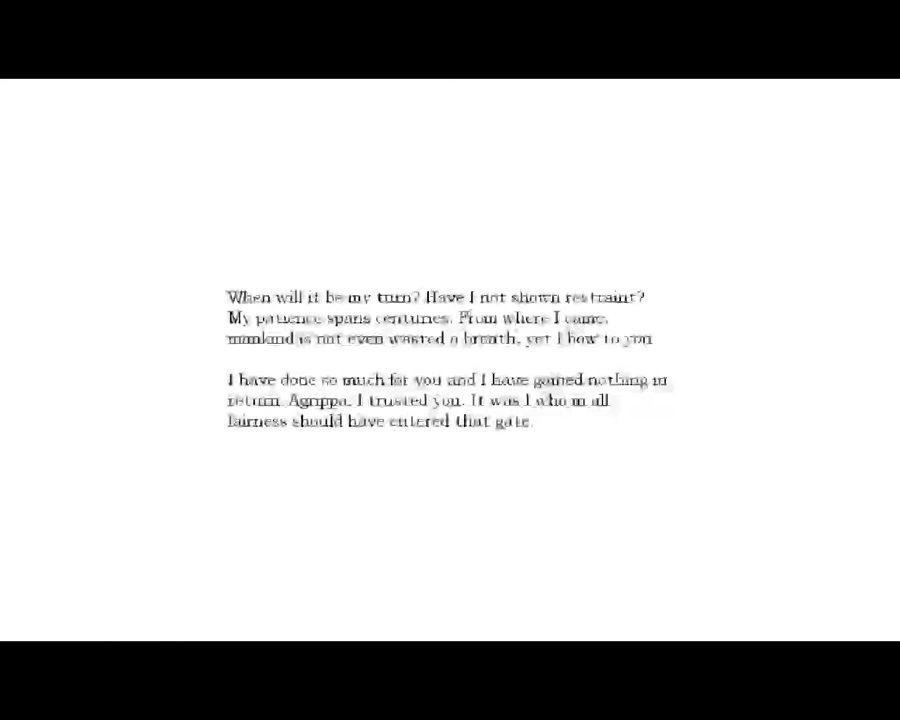 When will it be my turn? Have I not shown restraint?
My patience spans centuries. From where I came,
mankind is not even wasted a breath, yet I bow to you
I have done so much for you and I have gained nothing in
return. Agrippa, I trusted you. It was I who in all
fairness should have entered that gate.